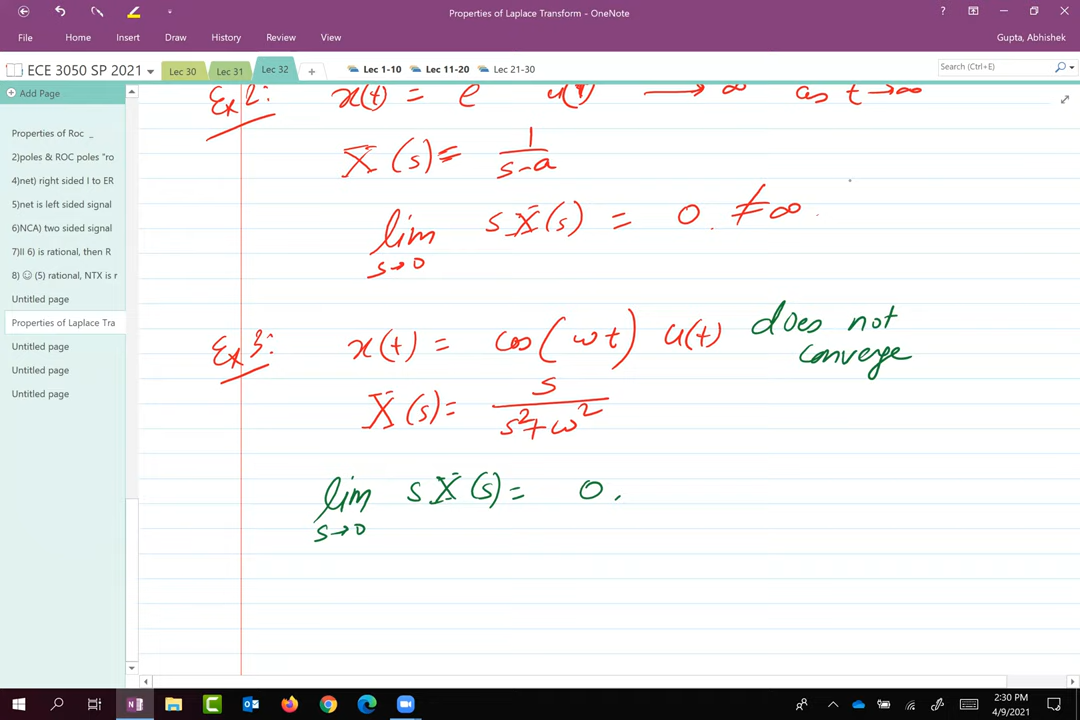 Properties of Laplace Transform - OneNote
File Home Insert Draw History Review View Help Gupta, Abhishek
ECE 3050 SP 2021 Lec 30 Lec 31 Lec 32 + Lec 1-10 Lec 11-20 Lec 21-30 Search (Ctrl+E)
Add Page
Properties of Roc _
2)poles & ROC poles "ro
4)net) right sided I to ER
5)net is left sided signal
6)NCA) two sided signal
7)II 6) is rational, then R
8) ☺ (5) rational, NTX is r
Untitled page
Properties of Laplace Tra
Untitled page
Untitled page
Untitled page
Ex 2: x(t) = e u(t) → ∞ as t → ∞
X(s) = 1/(s-a)
lim s→0 sX(s) = 0 ≠ ∞.
Ex 3: x(t) = cos(ωt) u(t) does not converge
X(s) = s/(s²+ω²)
lim s→0 sX(s) = 0.
2:30 PM
4/9/2021